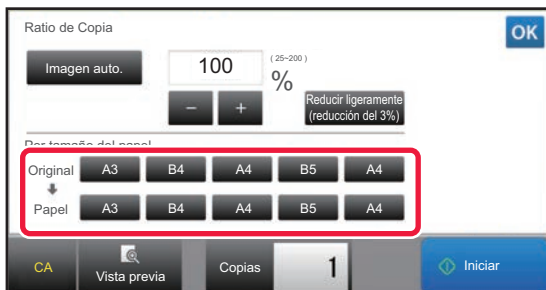 Ratio de Copia
OK
Imagen auto.
100
(25~200)
%
−
+
Reducir ligeramente
(reducción del 3%)
Por tamaño del papel
Original A3 B4 A4 B5 A4
Papel A3 B4 A4 B5 A4
CA
Vista previa
Copias
1
Iniciar